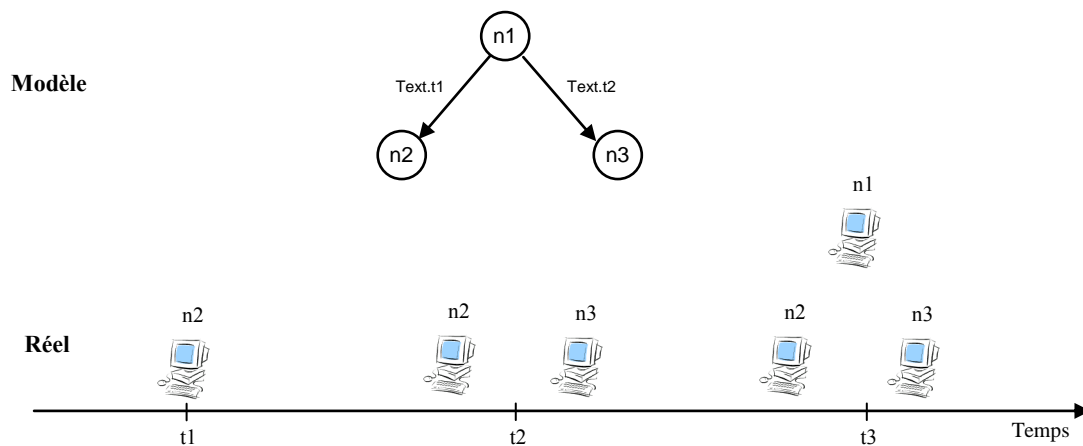 n1
Modèle
Text.t1 Text.t2
n2 n3
n1
n2 n2 n3 n2 n3
Réel
t1 t2 t3 Temps